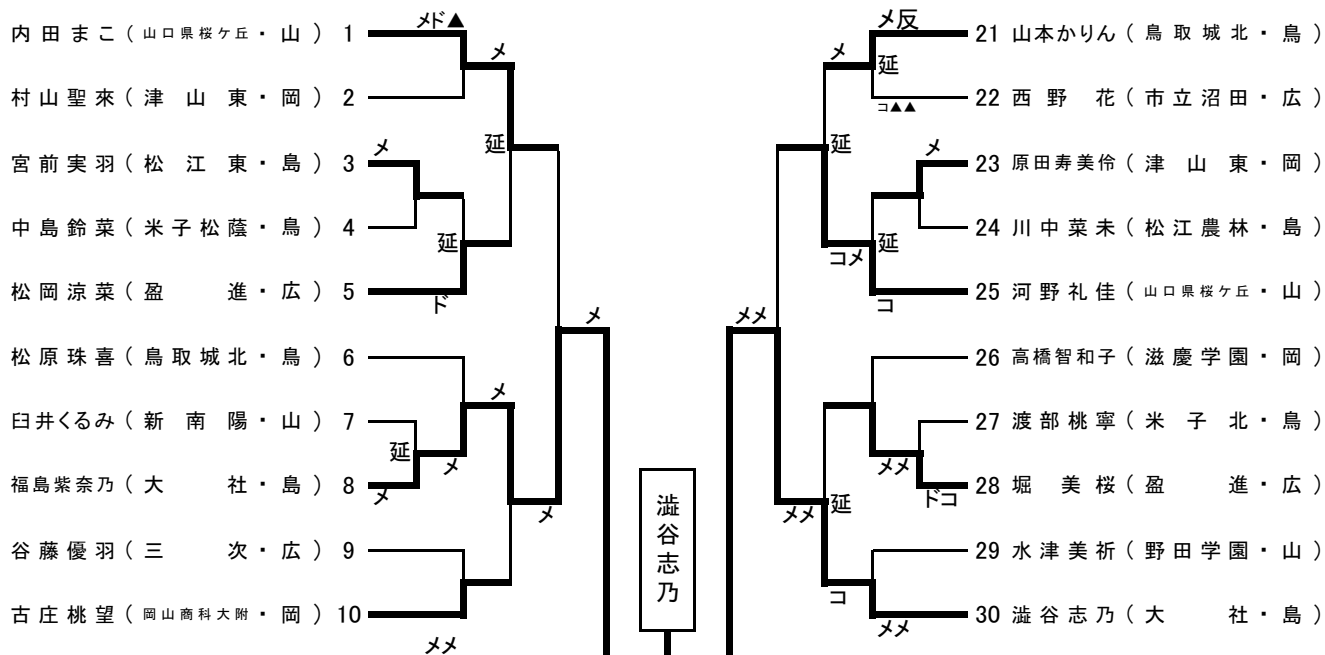 メド▲
内田まこ（山口県桜ケ丘・山）1
メ
村山聖來（津山東・岡）2
メ
宮前実羽（松江東・島）3
延
中島鈴菜（米子松蔭・鳥）4
延
松岡涼菜（盈進・広）5
ド
メ
松原珠喜（鳥取城北・鳥）6
メ
臼井くるみ（新南陽・山）7
延
メ
福島紫奈乃（大社・島）8
メ
メ
谷藤優羽（三次・広）9
古庄桃望（岡山商科大附・岡）10
メメ
澁谷志乃
メ反
21 山本かりん（鳥取城北・鳥）
メ
延
22 西野花（市立沼田・広）
コ▲▲
延
メ
23 原田寿美伶（津山東・岡）
24 川中菜未（松江農林・島）
延
コメ
25 河野礼佳（山口県桜ケ丘・山）
コ
メメ
26 高橋智和子（滋慶学園・岡）
27 渡部桃寧（米子北・鳥）
メメ
28 堀美桜（盈進・広）
ドコ
メメ
延
29 水津美祈（野田学園・山）
コ
30 澁谷志乃（大社・島）
メメ